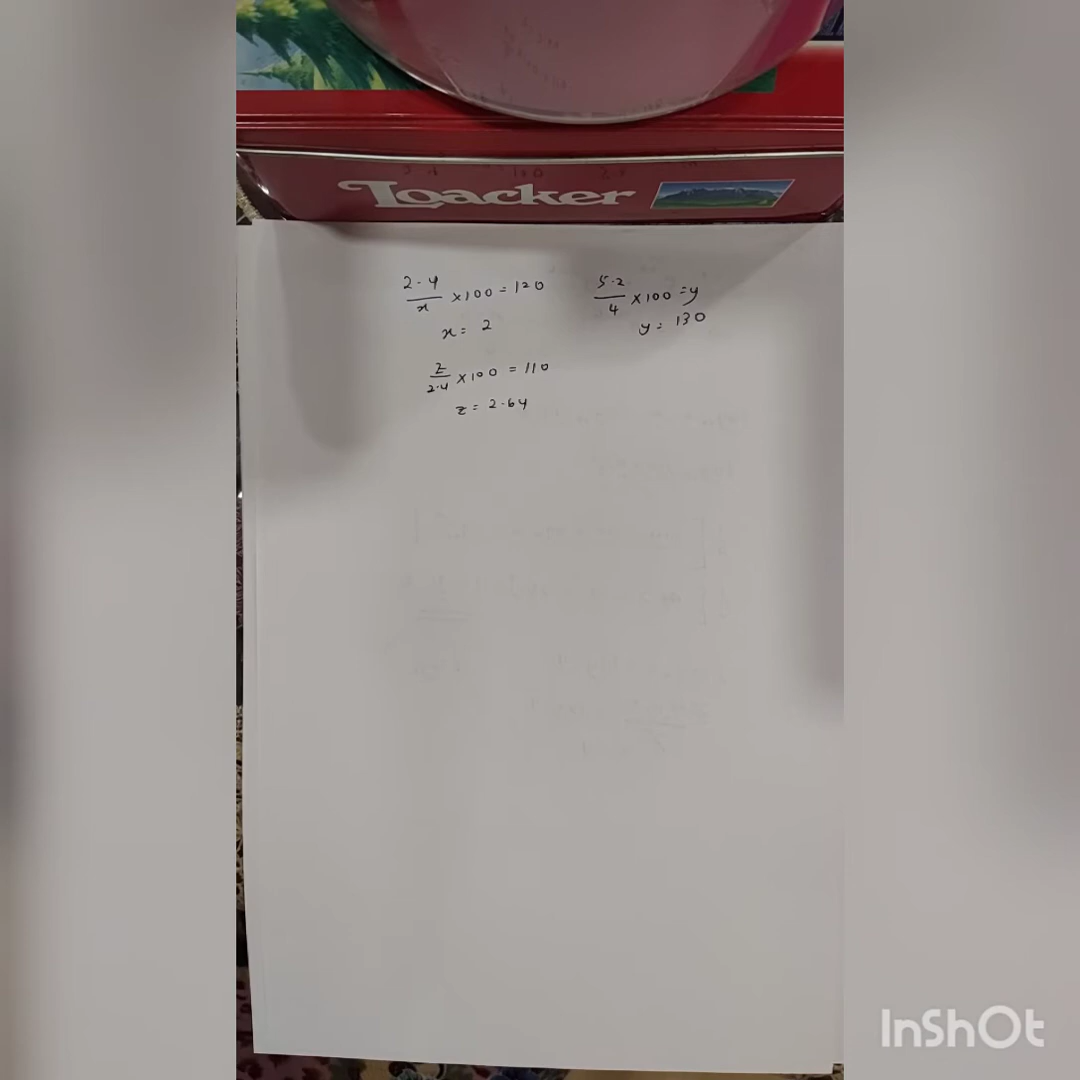 Loacker
2.4/x × 100 = 120
x = 2
5.2/4 × 100 = y
y = 130
z/2.4 × 100 = 110
z = 2.64
InShOt